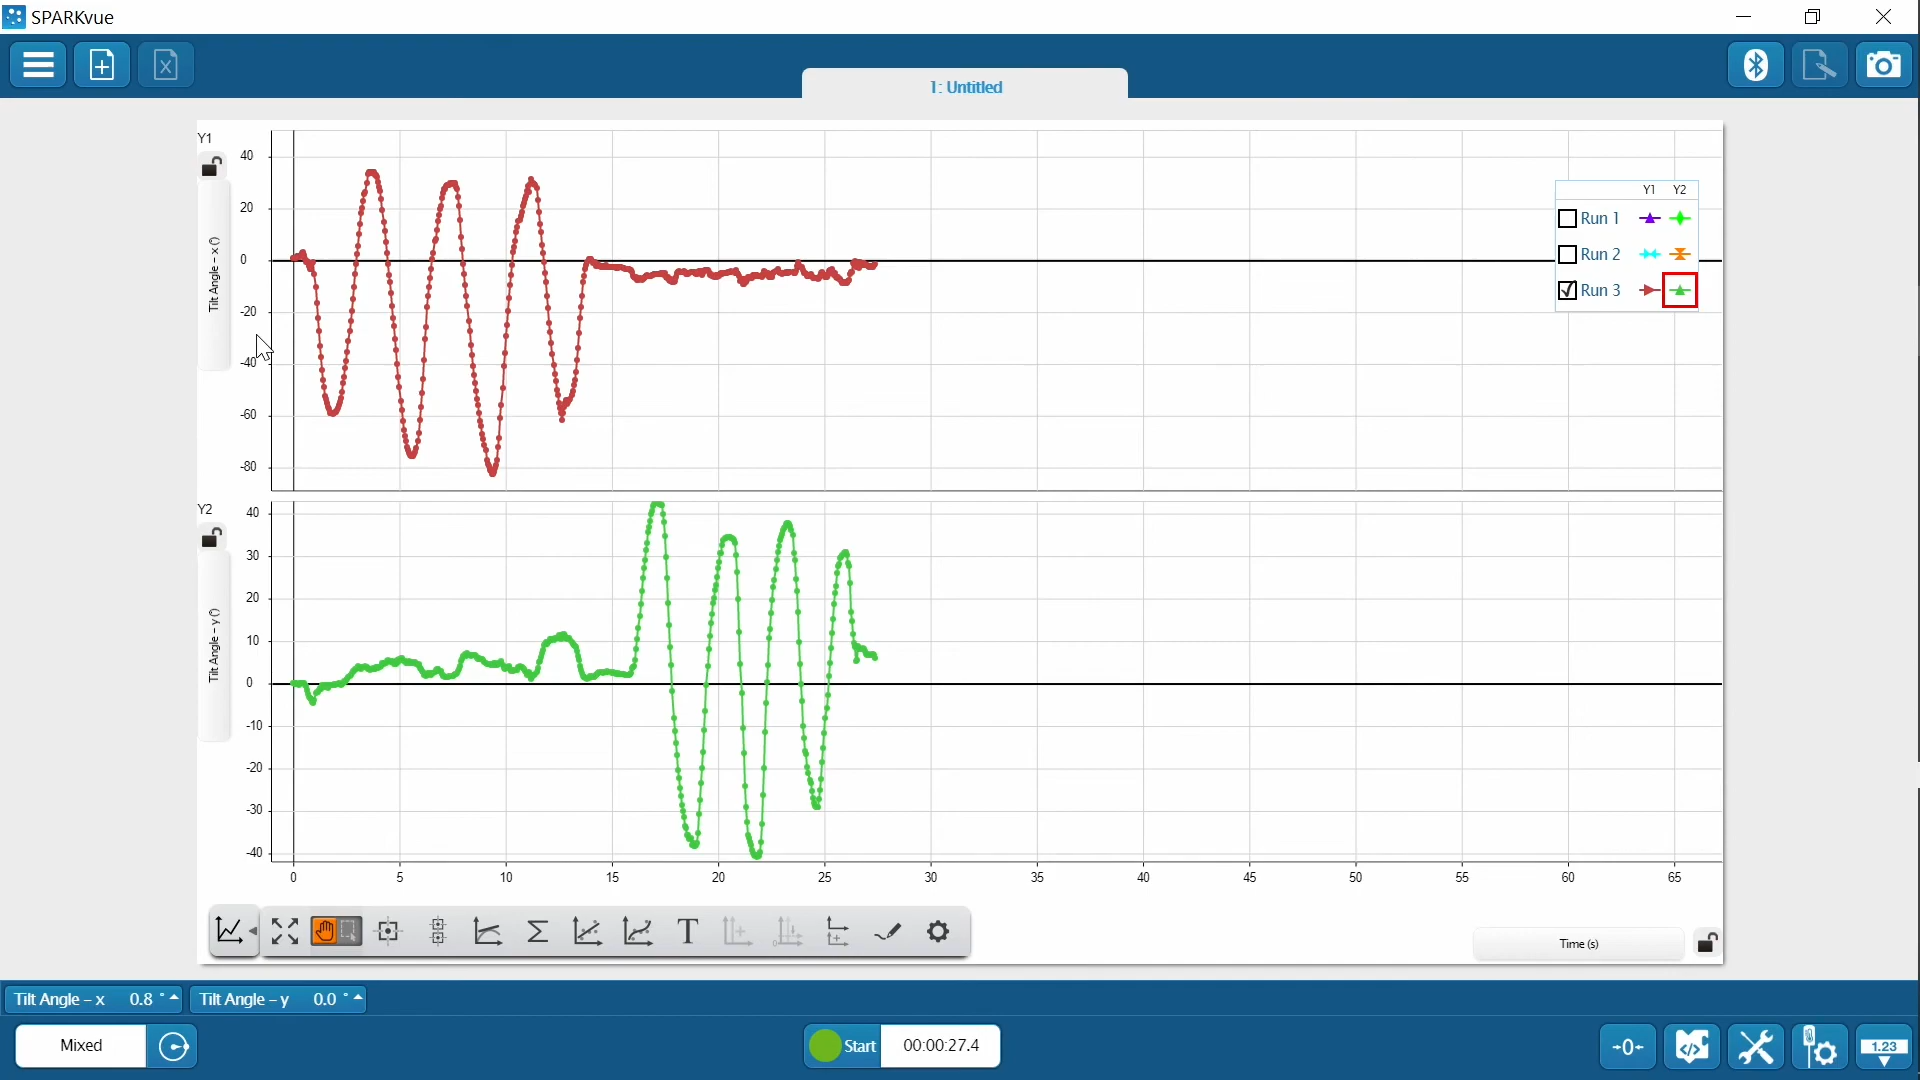 SPARKvue
1: Untitled
Y1
40
20
0
-20
-40
-60
-80
Tilt Angle – x (°)
Y1 Y2
Run 1
Run 2
Run 3
Y2
40
30
20
10
0
-10
-20
-30
-40
Tilt Angle – y (°)
0 5 10 15 20 25 30 35 40 45 50 55 60 65
T
Time (s)
Tilt Angle – x 0.8 °
Tilt Angle – y 0.0 °
Mixed
Start 00:00:27.4
-0-
1.23